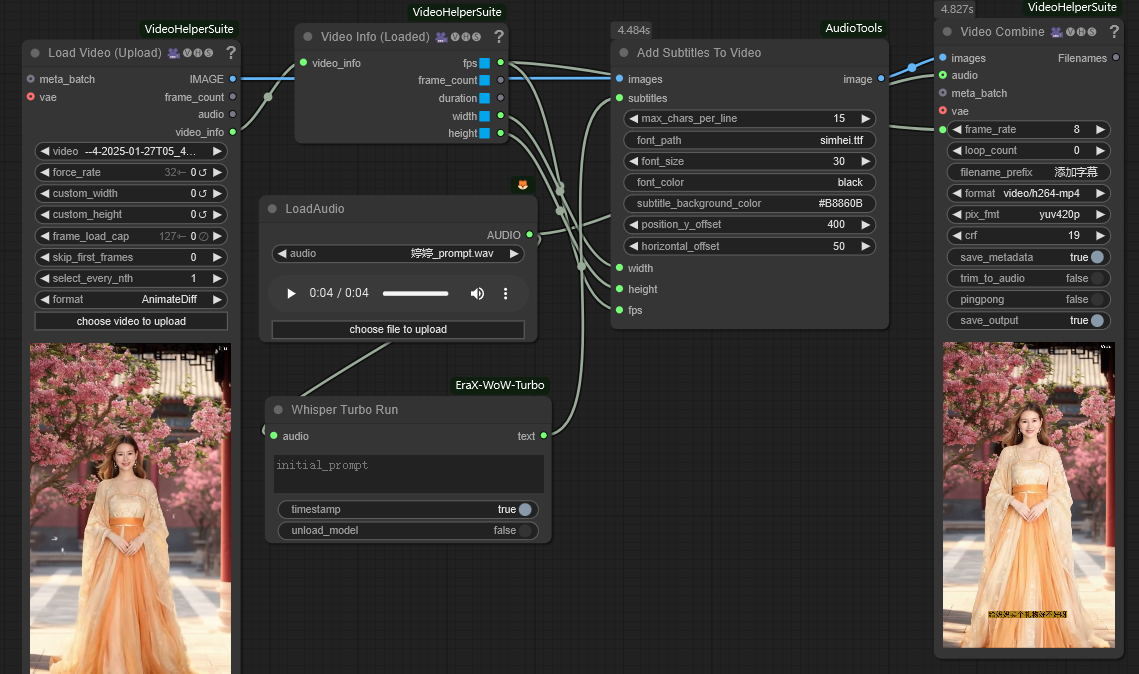 VideoHelperSuite
Load Video (Upload)
?
meta_batch
IMAGE
vae
frame_count
audio
video_info
video
--4-2025-01-27T05_4...
force_rate
32← 0
custom_width
0
custom_height
0
frame_load_cap
127← 0
skip_first_frames
0
select_every_nth
1
format
AnimateDiff
choose video to upload
VideoHelperSuite
Video Info (Loaded)
?
video_info
fps
frame_count
duration
width
height
LoadAudio
AUDIO
audio
婷婷_prompt.wav
0:04 / 0:04
choose file to upload
EraX-WoW-Turbo
Whisper Turbo Run
audio
text
initial_prompt
timestamp
true
unload_model
false
4.484s
AudioTools
Add Subtitles To Video
images
image
subtitles
max_chars_per_line
15
font_path
simhei.ttf
font_size
30
font_color
black
subtitle_background_color
#B8860B
position_y_offset
400
horizontal_offset
50
width
height
fps
4.827s
VideoHelperSuite
Video Combine
?
images
Filenames
audio
meta_batch
vae
frame_rate
8
loop_count
0
filename_prefix
添加字幕
format
video/h264-mp4
pix_fmt
yuv420p
crf
19
save_metadata
true
trim_to_audio
false
pingpong
false
save_output
true